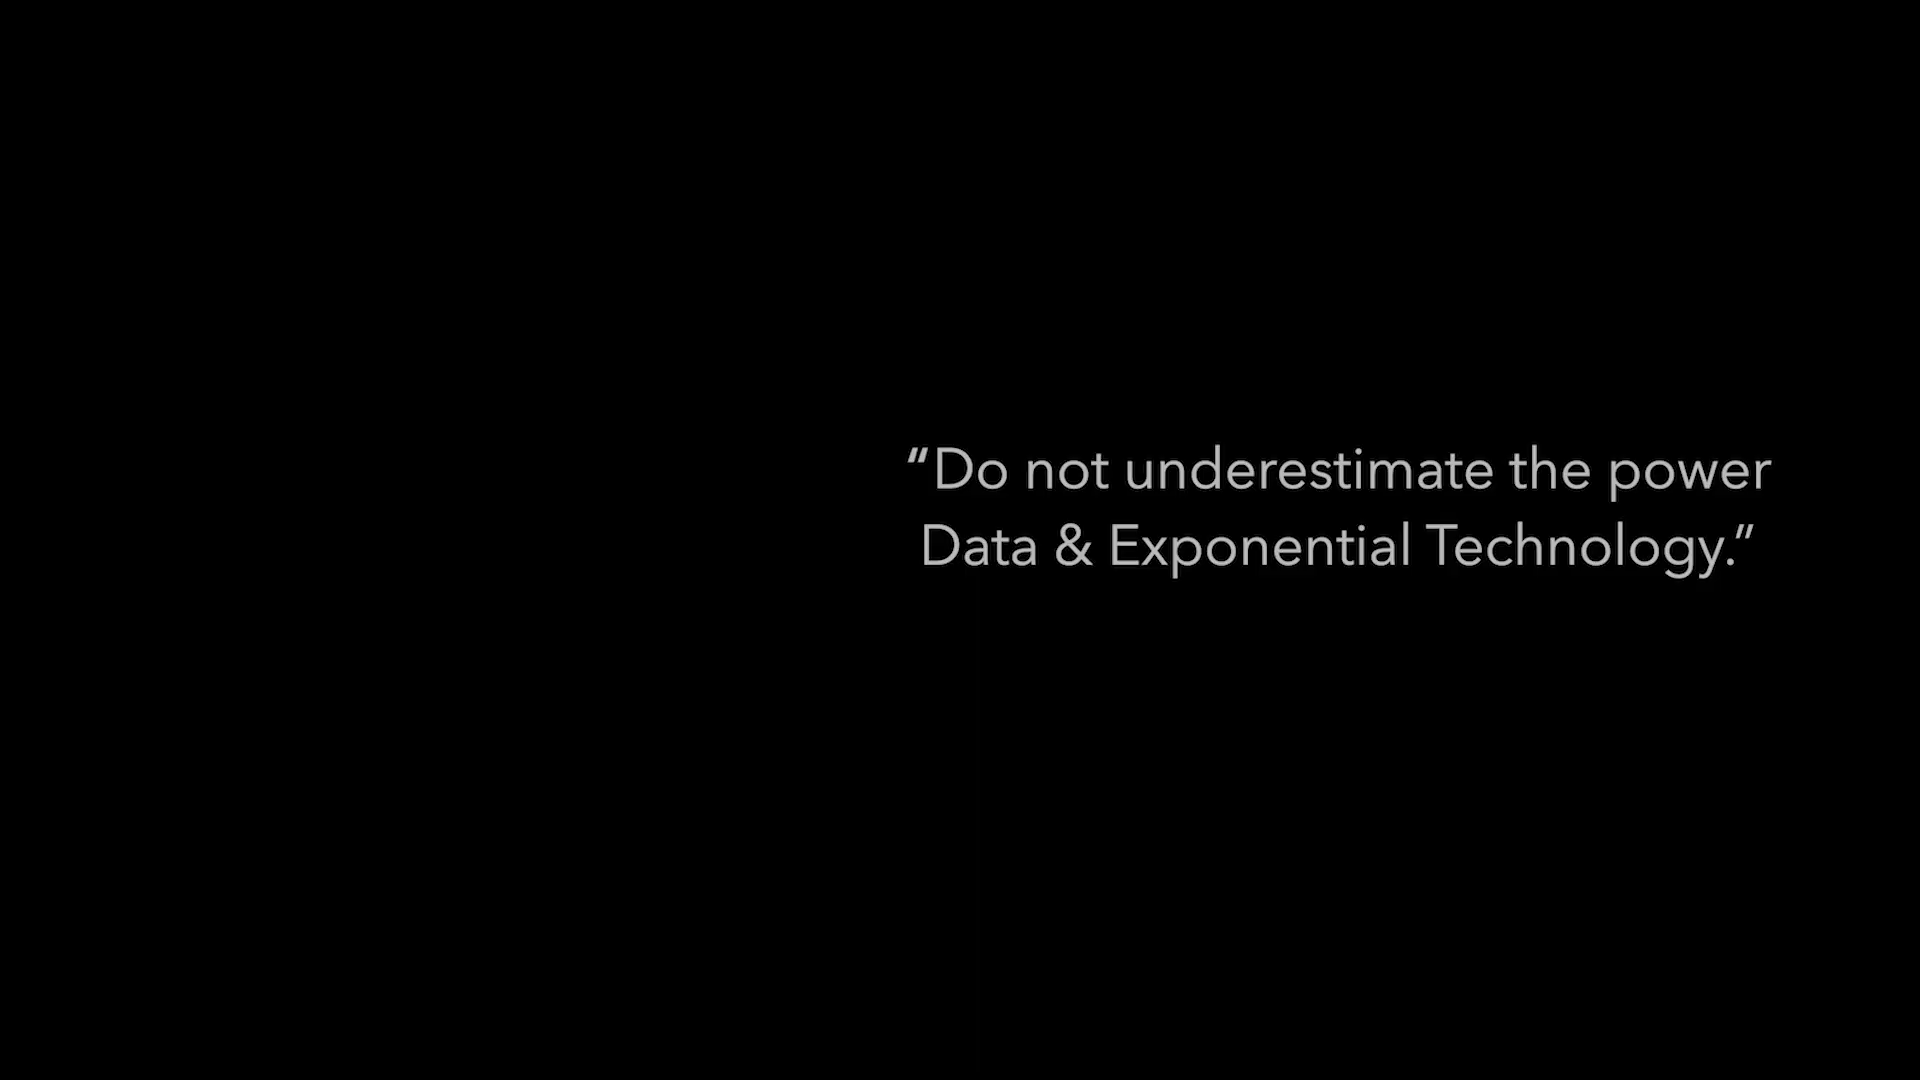 “Do not underestimate the power
Data & Exponential Technology.”